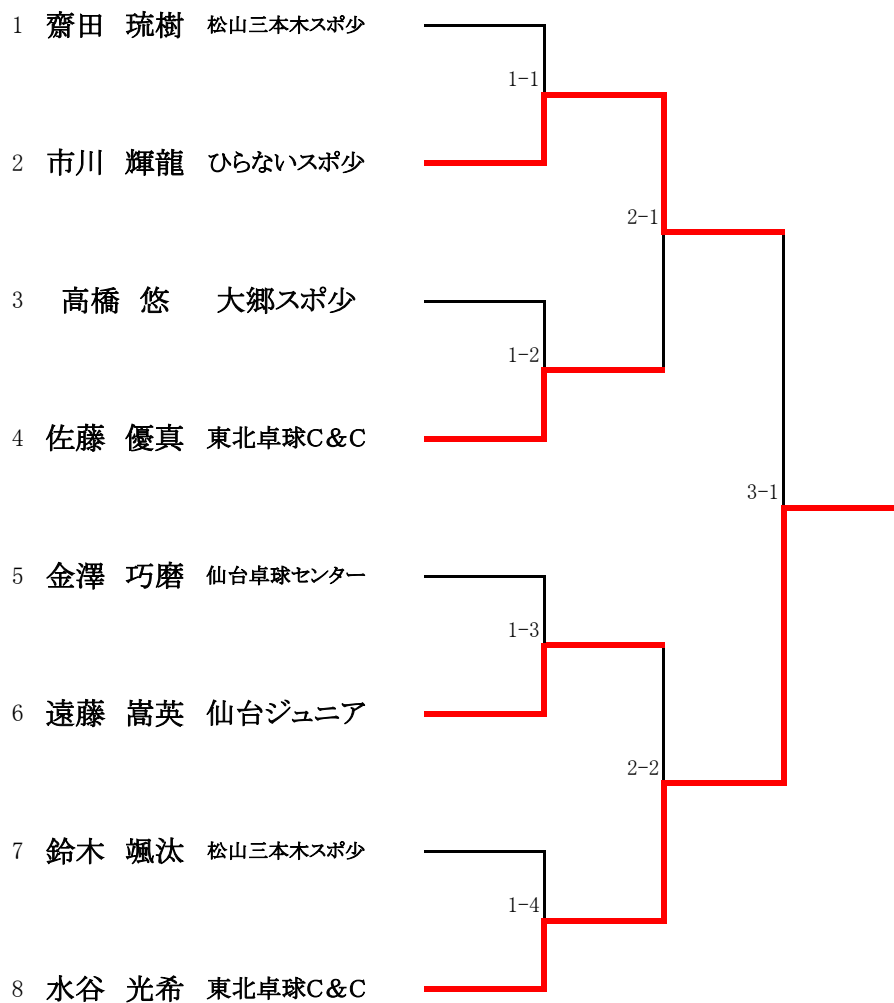 1 齋田 琉樹 松山三本木スポ少
1-1
2 市川 輝龍 ひらないスポ少
2-1
3 高橋 悠 大郷スポ少
1-2
4 佐藤 優真 東北卓球C&C
3-1
5 金澤 巧磨 仙台卓球センター
1-3
6 遠藤 嵩英 仙台ジュニア
2-2
7 鈴木 颯汰 松山三本木スポ少
1-4
8 水谷 光希 東北卓球C&C